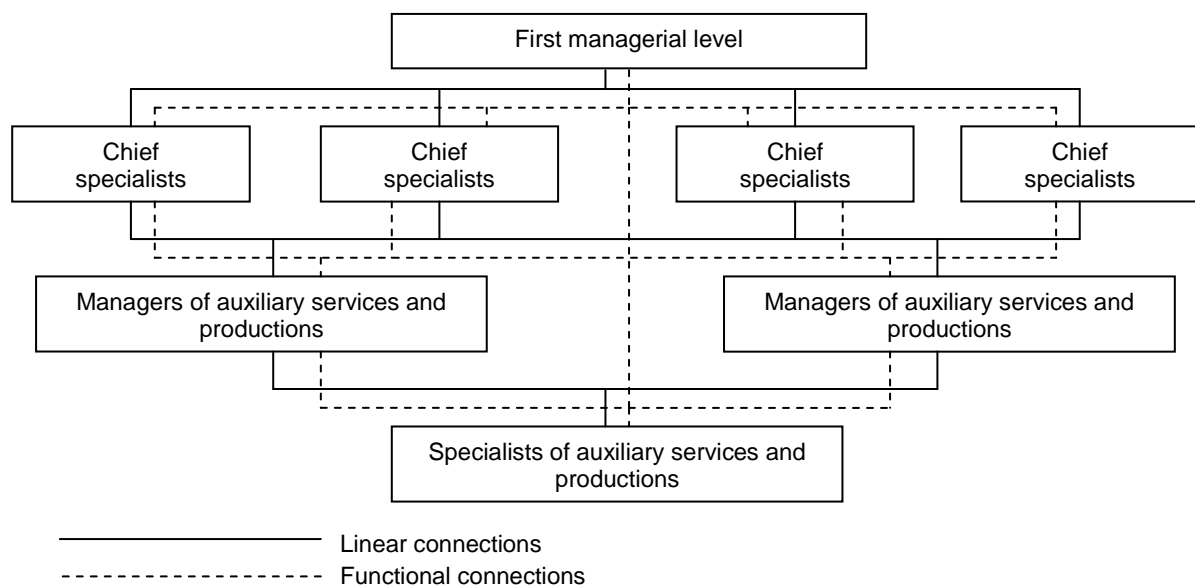 First managerial level
Chief
specialists
Chief
specialists
Chief
specialists
Chief
specialists
Managers of auxiliary services and
productions
Managers of auxiliary services and
productions
Specialists of auxiliary services and
productions
Linear connections
Functional connections